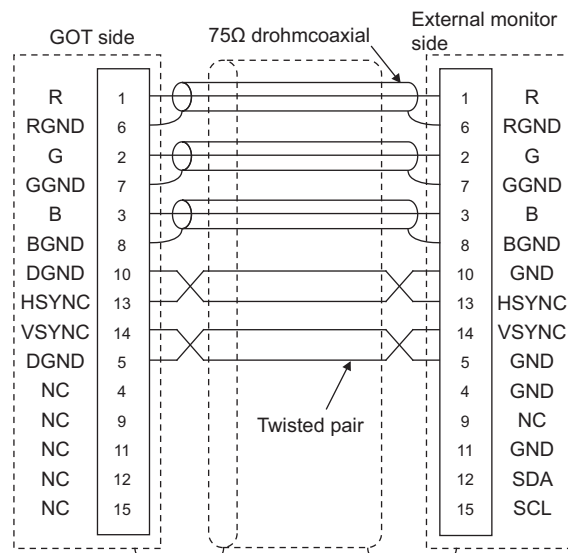 GOT side
75Ω drohmcoaxial
External monitor
side
R 1 1 R
RGND 6 6 RGND
G 2 2 G
GGND 7 7 GGND
B 3 3 B
BGND 8 8 BGND
DGND 10 10 GND
HSYNC 13 13 HSYNC
VSYNC 14 14 VSYNC
DGND 5 5 GND
NC 4 4 GND
NC 9 9 NC
NC 11 11 GND
NC 12 12 SDA
NC 15 15 SCL
Twisted pair